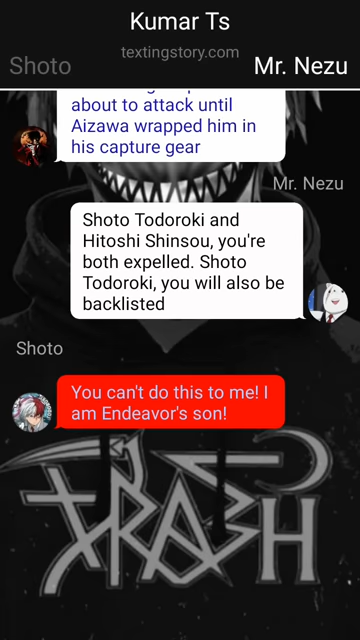 Kumar Ts
textingstory.com
Shoto
Mr. Nezu
about to attack until
Aizawa wrapped him in
his capture gear
Mr. Nezu
Shoto Todoroki and
Hitoshi Shinsou, you're
both expelled. Shoto
Todoroki, you will also be
backlisted
Shoto
You can't do this to me! I
am Endeavor's son!
TRASH